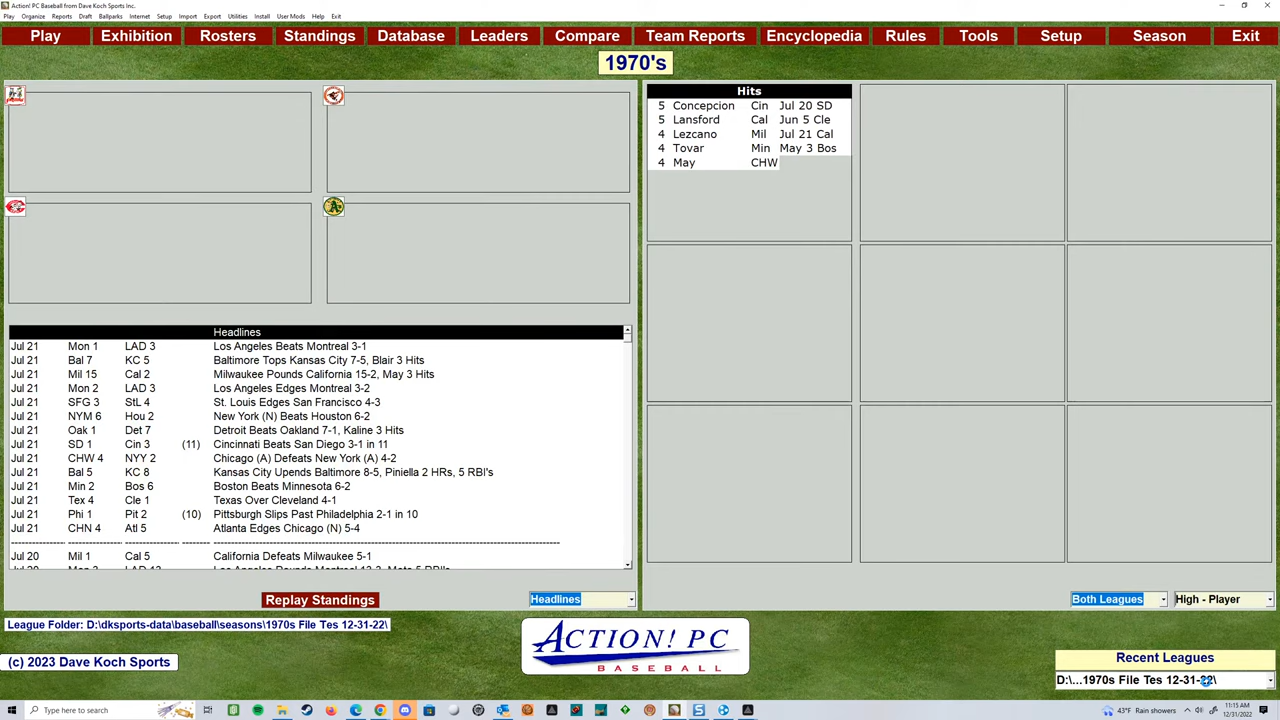 Action! PC Baseball from Dave Koch Sports Inc.
Play Organize Reports Draft Ballparks Internet Setup Import Export Utilities Install User Mods Help Exit
Play Exhibition Rosters Standings Database Leaders Compare Team Reports Encyclopedia Rules Tools Setup Season Exit
1970's
Hits
5 Concepcion Cin Jul 20 SD
5 Lansford Cal Jun 5 Cle
4 Lezcano Mil Jul 21 Cal
4 Tovar Min May 3 Bos
4 May CHW
Headlines
Jul 21 Mon 1 LAD 3 Los Angeles Beats Montreal 3-1
Jul 21 Bal 7 KC 5 Baltimore Tops Kansas City 7-5, Blair 3 Hits
Jul 21 Mil 15 Cal 2 Milwaukee Pounds California 15-2, May 3 Hits
Jul 21 Mon 2 LAD 3 Los Angeles Edges Montreal 3-2
Jul 21 SFG 3 StL 4 St. Louis Edges San Francisco 4-3
Jul 21 NYM 6 Hou 2 New York (N) Beats Houston 6-2
Jul 21 Oak 1 Det 7 Detroit Beats Oakland 7-1, Kaline 3 Hits
Jul 21 SD 1 Cin 3 (11) Cincinnati Beats San Diego 3-1 in 11
Jul 21 CHW 4 NYY 2 Chicago (A) Defeats New York (A) 4-2
Jul 21 Bal 5 KC 8 Kansas City Upends Baltimore 8-5, Piniella 2 HRs, 5 RBI's
Jul 21 Min 2 Bos 6 Boston Beats Minnesota 6-2
Jul 21 Tex 4 Cle 1 Texas Over Cleveland 4-1
Jul 21 Phi 1 Pit 2 (10) Pittsburgh Slips Past Philadelphia 2-1 in 10
Jul 21 CHN 4 Atl 5 Atlanta Edges Chicago (N) 5-4
Jul 20 Mil 1 Cal 5 California Defeats Milwaukee 5-1
Replay Standings Headlines Both Leagues High - Player
League Folder: D:\dksports-data\baseball\seasons\1970s File Tes 12-31-22\
(c) 2023 Dave Koch Sports
ACTION! PC
BASEBALL
Recent Leagues
D:\...1970s File Tes 12-31-22\
Type here to search
43°F Rain showers
11:15 AM
12/31/2022